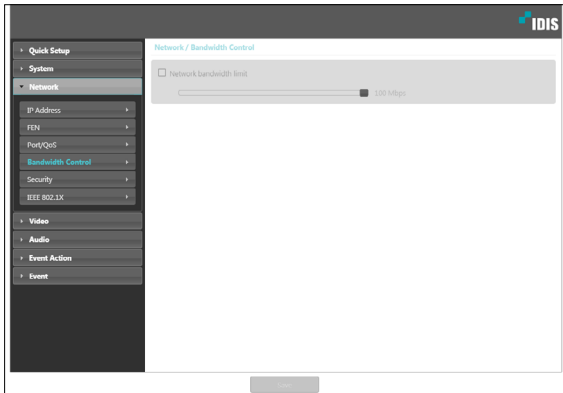 IDIS
Quick Setup
System
Network
IP Address
FEN
Port/QoS
Bandwidth Control
Security
IEEE 802.1X
Video
Audio
Event Action
Event
Network / Bandwidth Control
Network bandwidth limit
100 Mbps